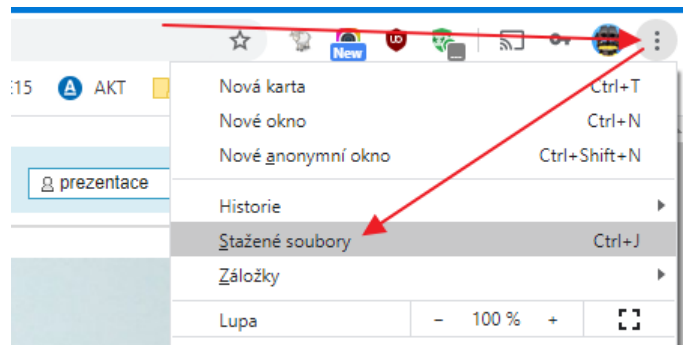 New
E15 AKT
prezentace
Nová karta Ctrl+T
Nové okno Ctrl+N
Nové anonymní okno Ctrl+Shift+N
Historie
Stažené soubory Ctrl+J
Záložky
Lupa - 100 % +